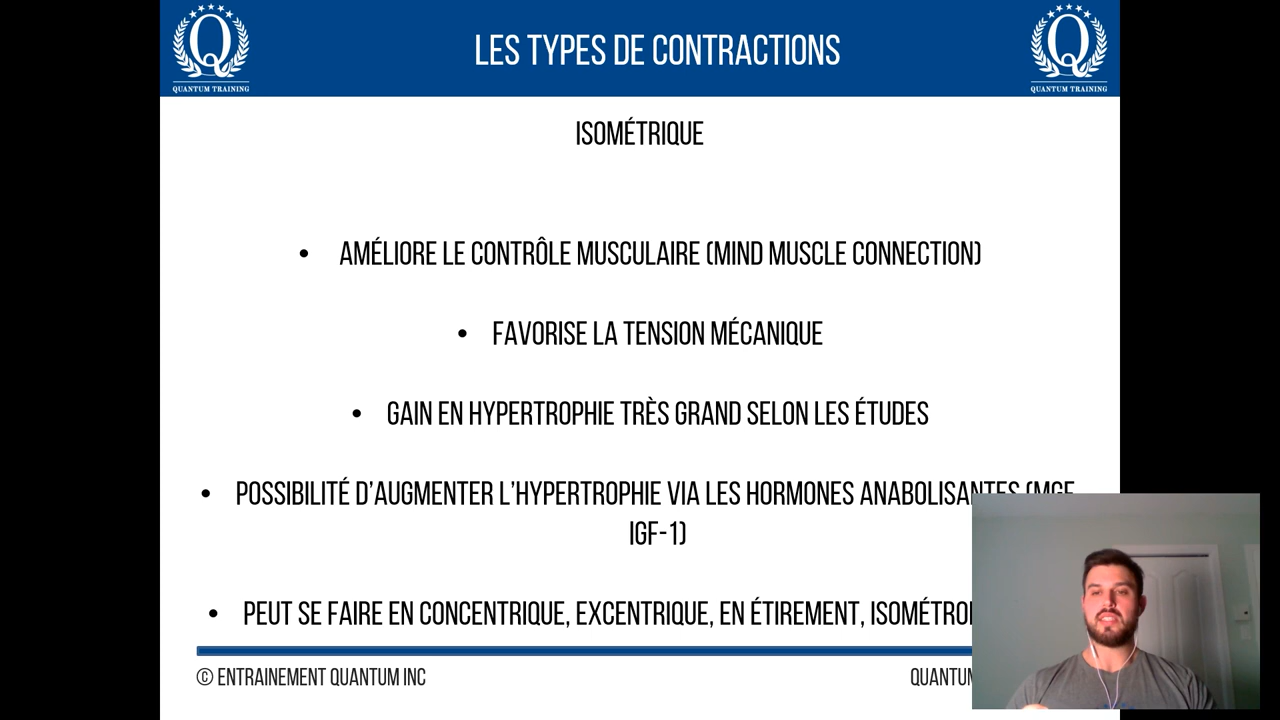 LES TYPES DE CONTRACTIONS
Q
QUANTUM TRAINING
Q
QUANTUM TRAINING
ISOMÉTRIQUE
• AMÉLIORE LE CONTRÔLE MUSCULAIRE (MIND MUSCLE CONNECTION)
• FAVORISE LA TENSION MÉCANIQUE
• GAIN EN HYPERTROPHIE TRÈS GRAND SELON LES ÉTUDES
• POSSIBILITÉ D'AUGMENTER L'HYPERTROPHIE VIA LES HORMONES ANABOLISANTES (MGF
IGF-1)
• PEUT SE FAIRE EN CONCENTRIQUE, EXCENTRIQUE, EN ÉTIREMENT,
© ENTRAINEMENT QUANTUM INC